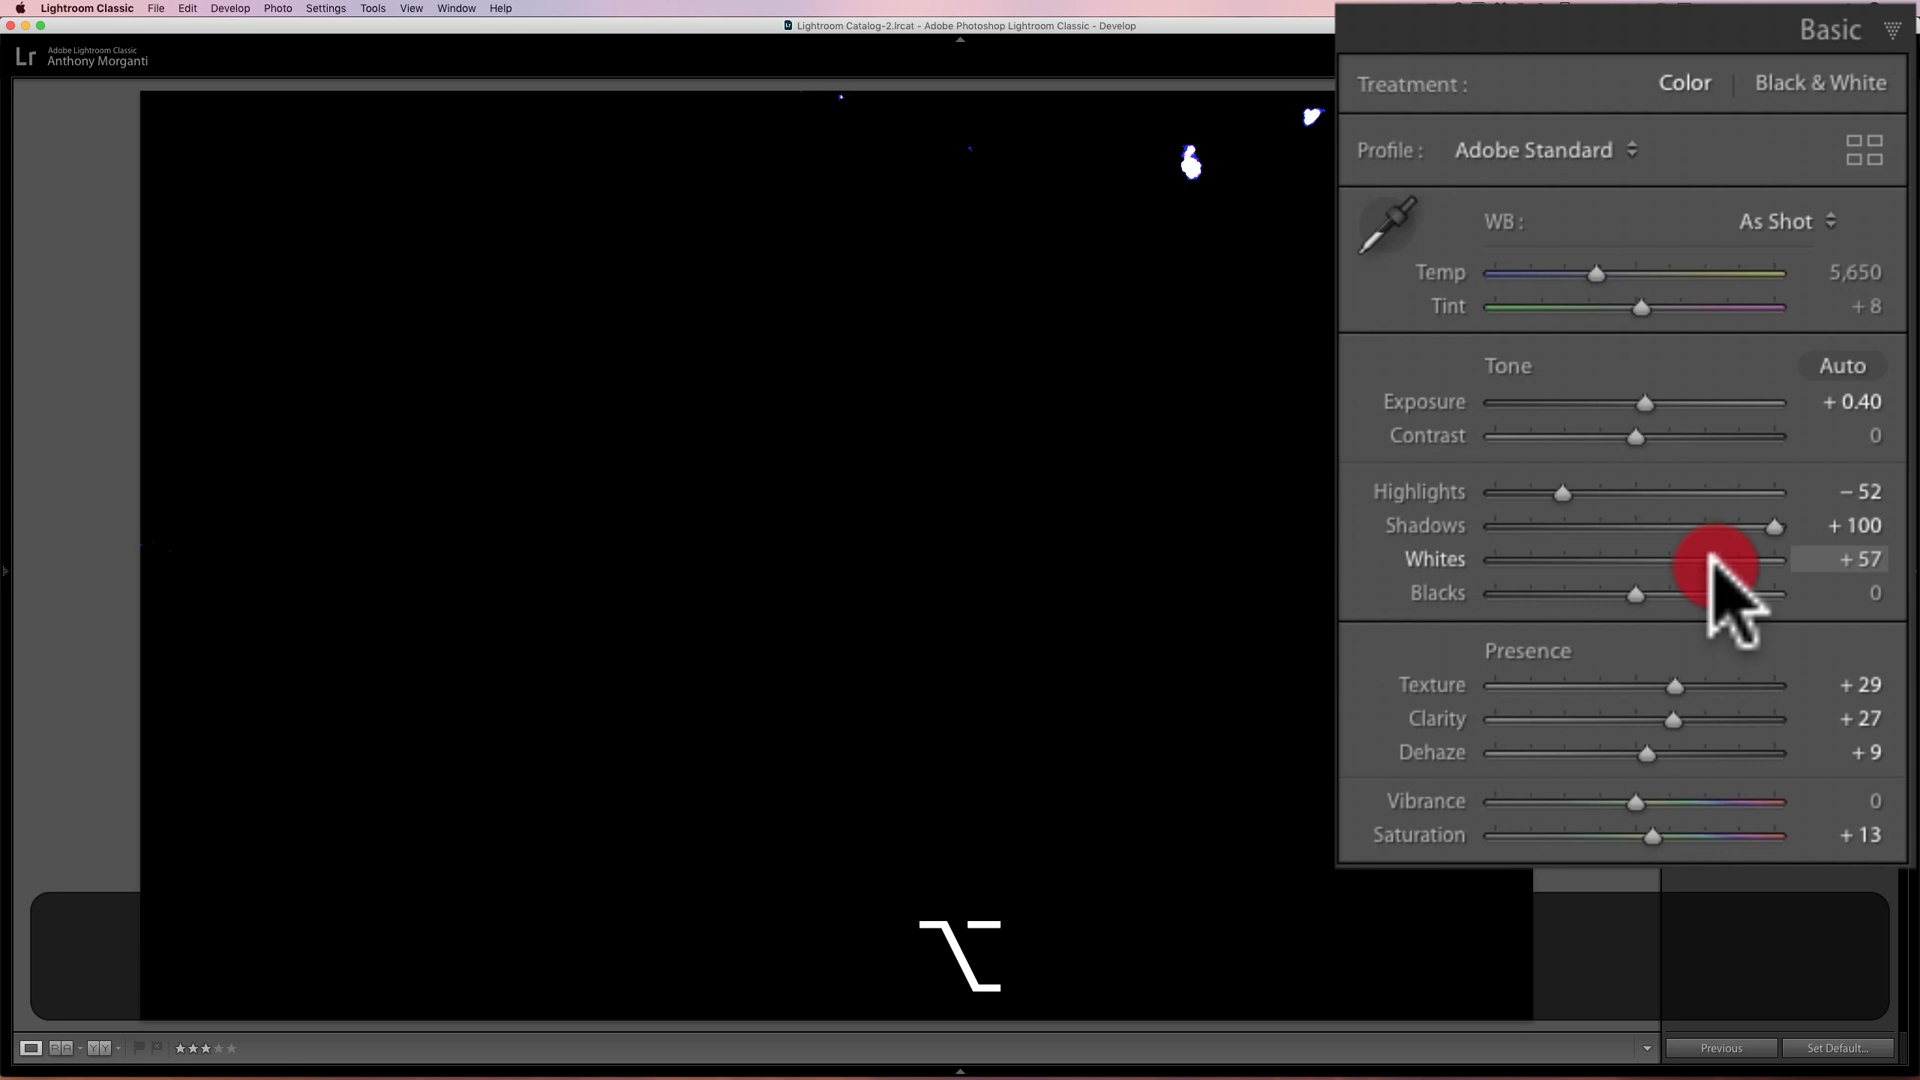 Lightroom Classic File Edit Develop Photo Settings Tools View Window Help
Lightroom Catalog-2.lrcat - Adobe Photoshop Lightroom Classic - Develop
Lr
Adobe Lightroom Classic
Anthony Morganti
Basic
Treatment : Color | Black & White
Profile : Adobe Standard
WB : As Shot
Temp 5,650
Tint + 8
Tone Auto
Exposure + 0.40
Contrast 0
Highlights − 52
Shadows + 100
Whites + 57
Blacks 0
Presence
Texture + 29
Clarity + 27
Dehaze + 9
Vibrance 0
Saturation + 13
⌥
R A Y Y ★★★ Previous Set Default...